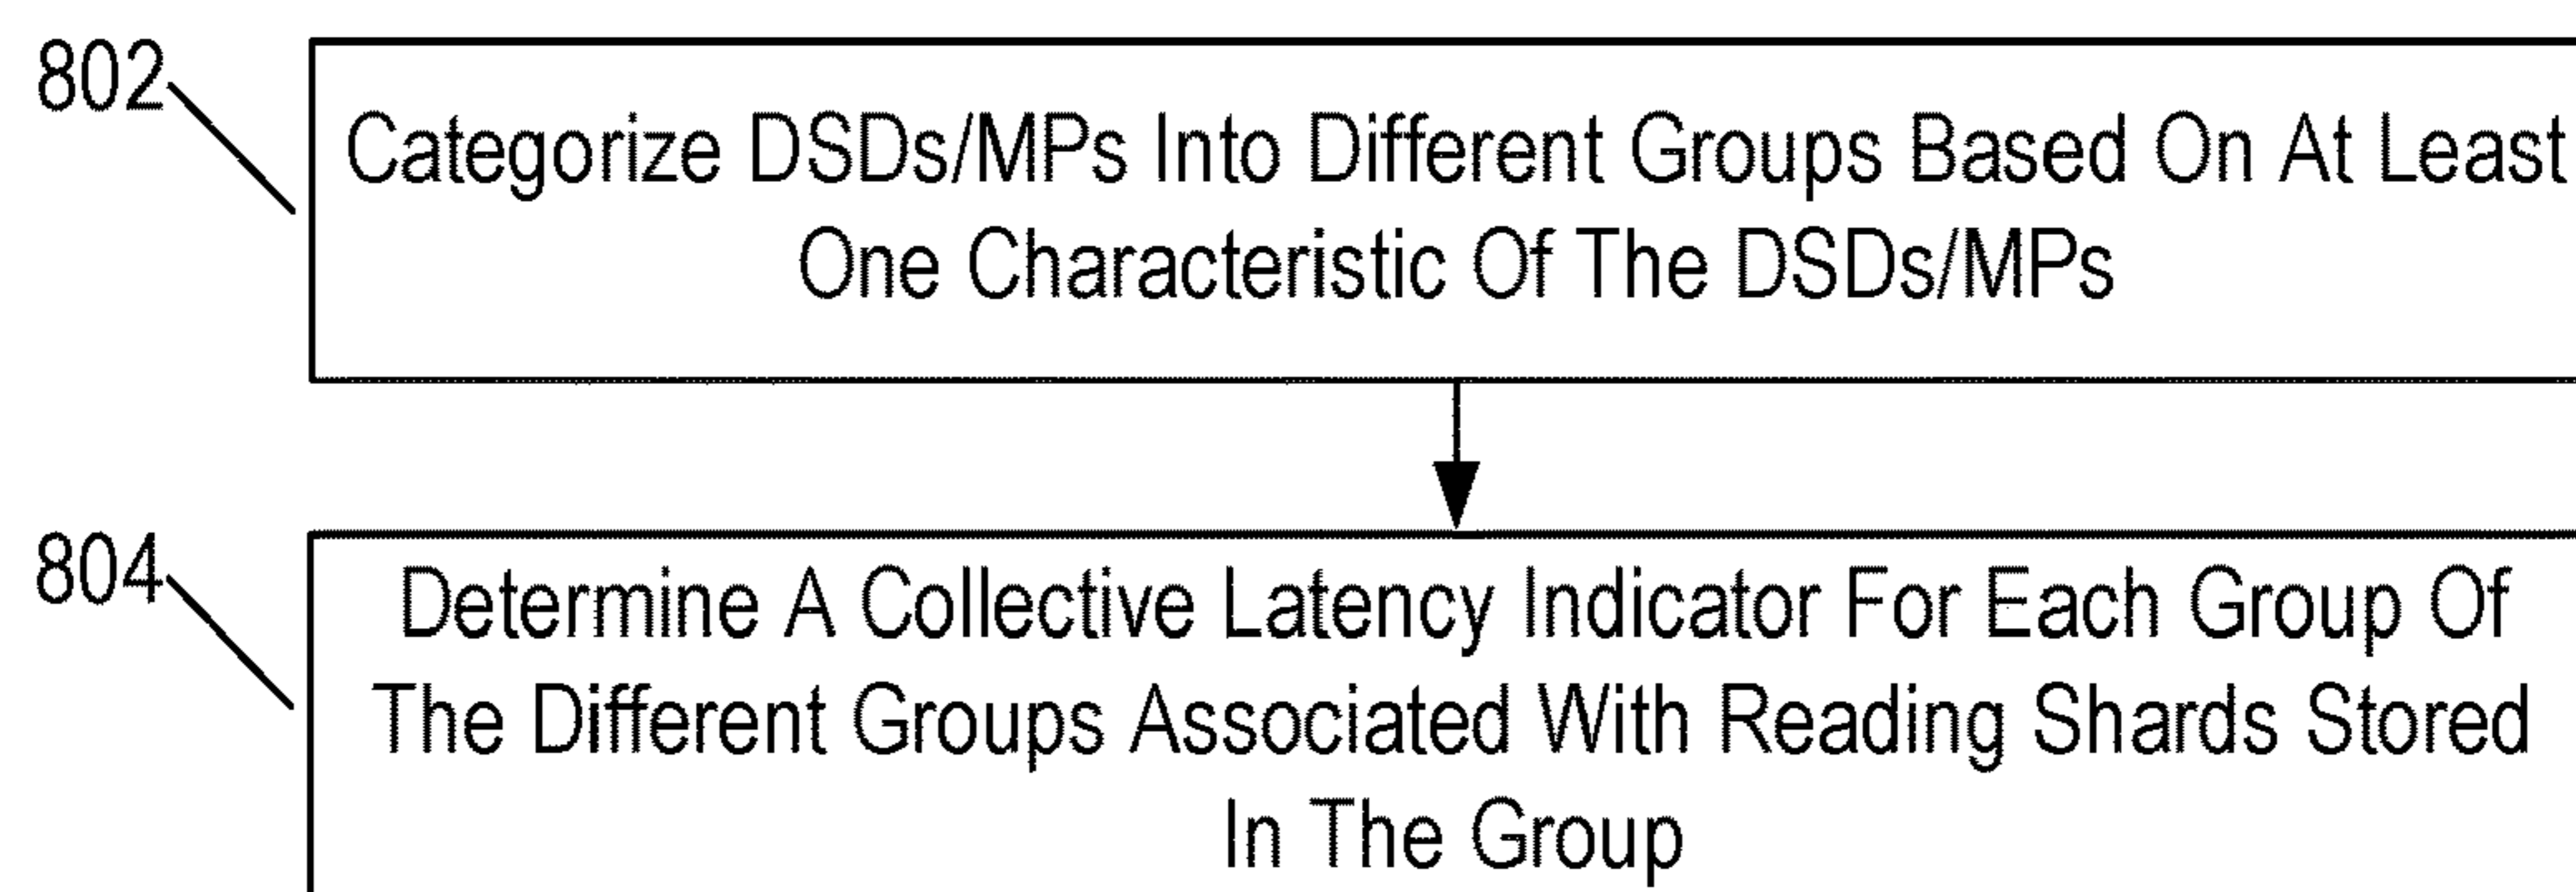 802
Categorize DSDs/MPs Into Different Groups Based On At Least
One Characteristic Of The DSDs/MPs
804
Determine A Collective Latency Indicator For Each Group Of
The Different Groups Associated With Reading Shards Stored
In The Group